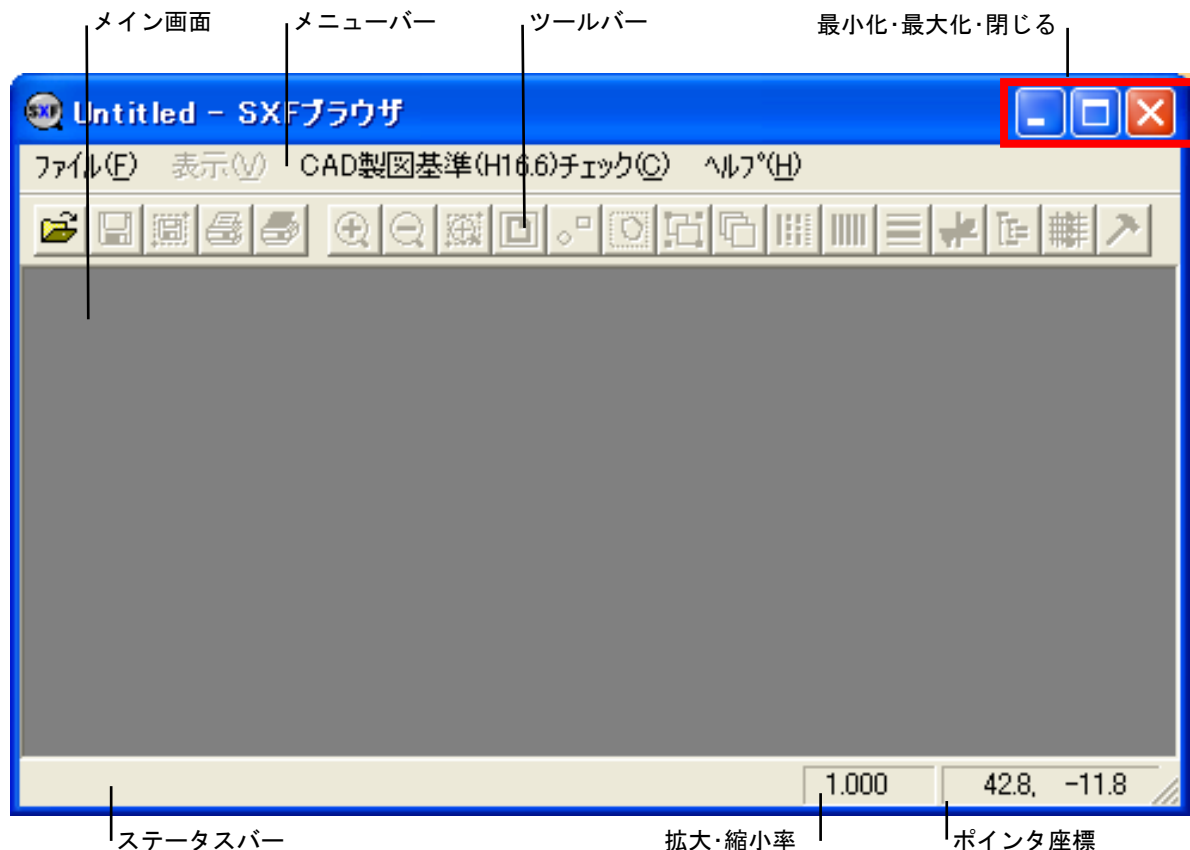 メイン画面
メニューバー
ツールバー
最小化･最大化･閉じる
SXF
Untitled - SXFブラウザ
ﾌｧｲﾙ(F) 表示(V) CAD製図基準(H16.6)ﾁｪｯｸ(C) ﾍﾙﾌﾟ(H)
1.000 42.8, -11.8
ステータスバー
拡大･縮小率
ポインタ座標